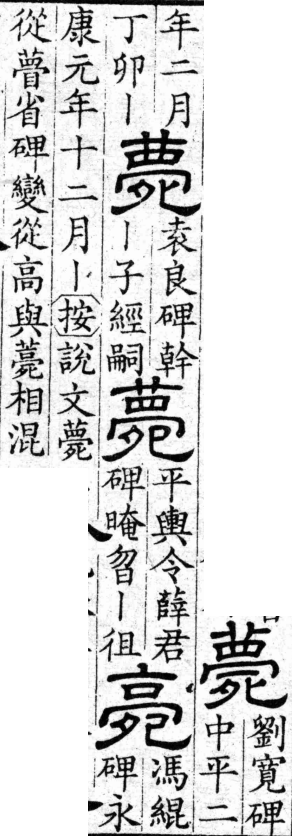 薨
劉寬碑
中平二
年二月
丁卯丨
薨
袁良碑幹
丨子經嗣
薨
平輿令薛君
碑晻曶丨徂
馮緄
碑永
康元年十二月丨按說文薨
從瞢省碑變從高與薧相混